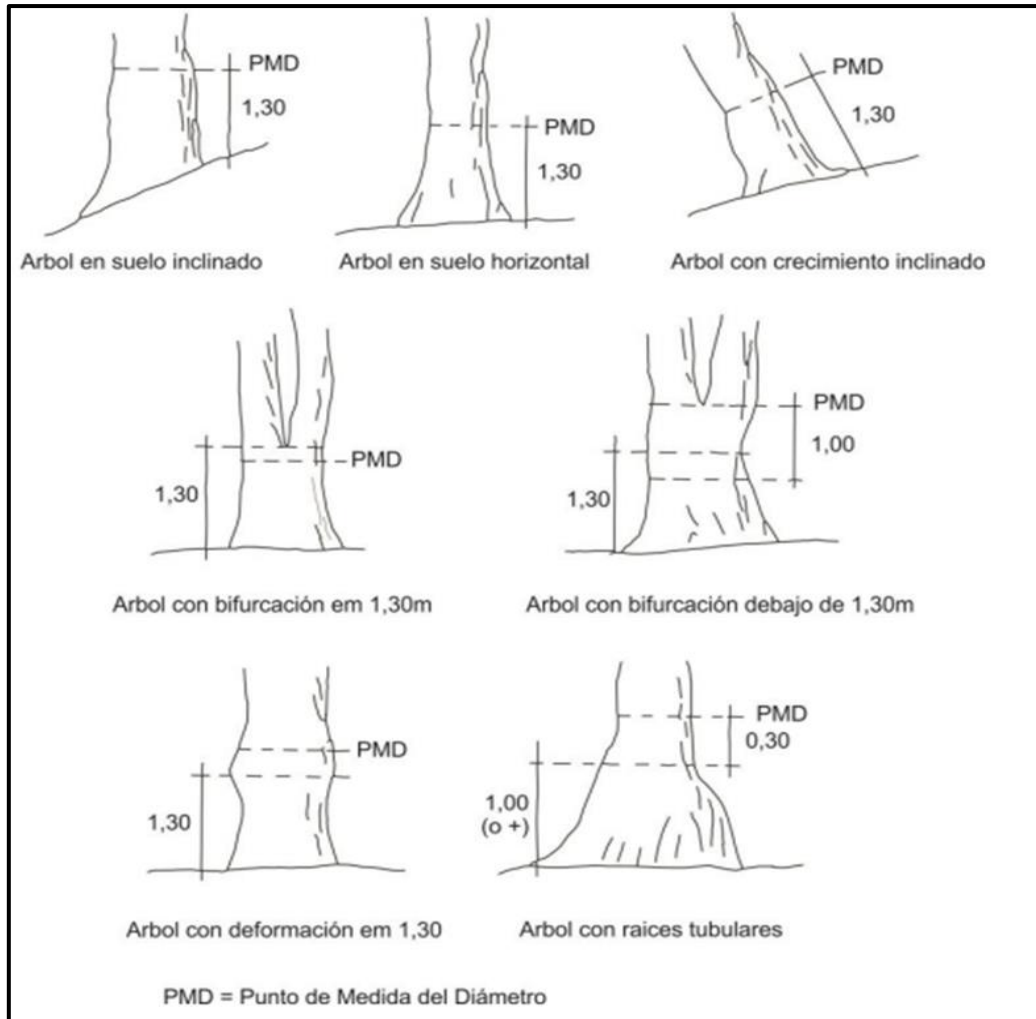 PMD
1,30
PMD
1,30
PMD
1,30
Arbol en suelo inclinado
Arbol en suelo horizontal
Arbol con crecimiento inclinado
PMD
1,30
PMD
1,00
1,30
Arbol con bifurcación em 1,30m
Arbol con bifurcación debajo de 1,30m
PMD
1,30
PMD
0,30
1,00
(o +)
Arbol con deformación em 1,30
Arbol con raices tubulares
PMD = Punto de Medida del Diámetro